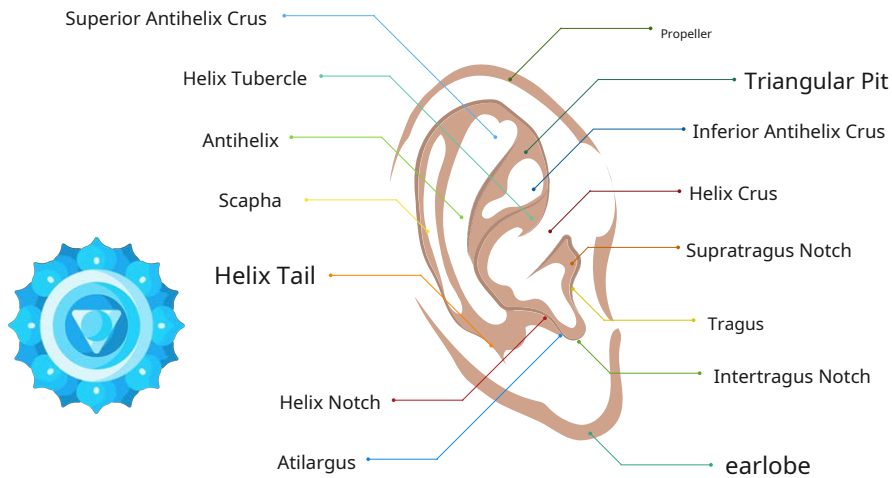 Superior Antihelix Crus
Propeller
Helix Tubercle
Triangular Pit
Antihelix
Inferior Antihelix Crus
Scapha
Helix Crus
Supratragus Notch
Helix Tail
Tragus
Intertragus Notch
Helix Notch
Atilargus
earlobe